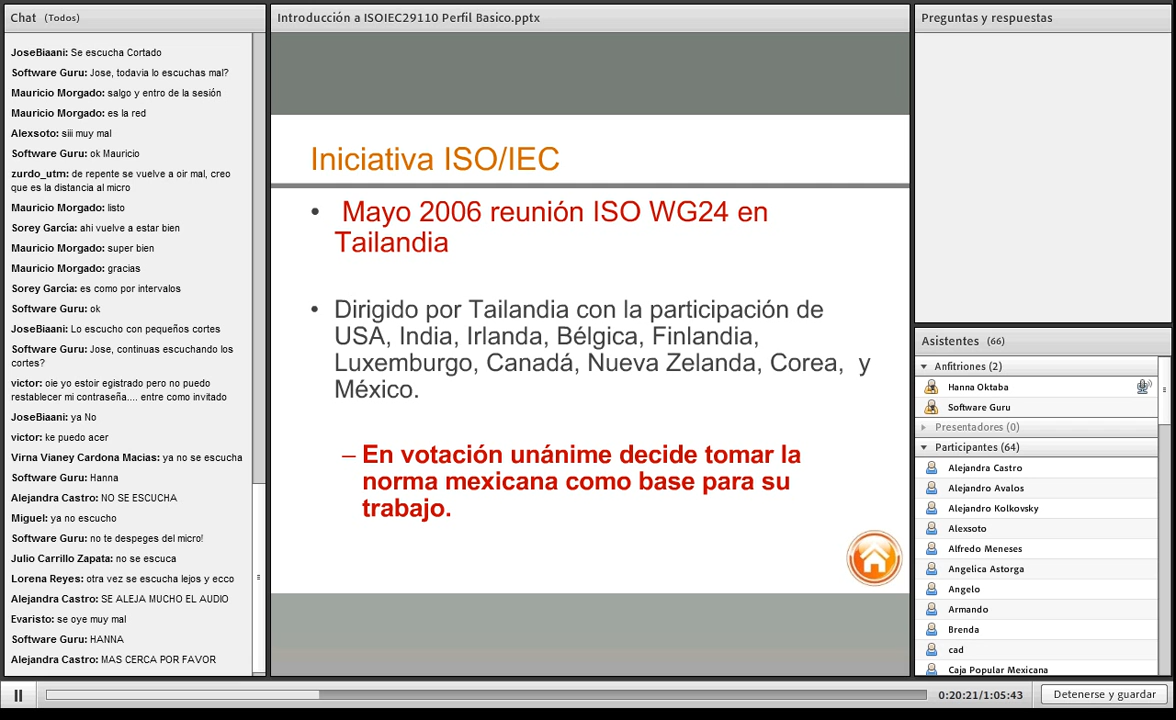 Chat (Todos)
JoseBiaani: Se escucha Cortado
Software Guru: Jose, todavia lo escuchas mal?
Mauricio Morgado: salgo y entro de la sesión
Mauricio Morgado: es la red
Alexsoto: siii muy mal
Software Guru: ok Mauricio
zurdo_utm: de repente se vuelve a oir mal, creo
que es la distancia al micro
Mauricio Morgado: listo
Sorey García: ahi vuelve a estar bien
Mauricio Morgado: super bien
Mauricio Morgado: gracias
Sorey García: es como por intervalos
Software Guru: ok
JoseBiaani: Lo escucho con pequeños cortes
Software Guru: Jose, continuas escuchando los
cortes?
victor: oie yo estoir egistrado pero no puedo
restablecer mi contraseña.... entre como invitado
JoseBiaani: ya No
victor: ke puedo acer
Virna Vianey Cardona Macias: ya no se escucha
Software Guru: Hanna
Alejandra Castro: NO SE ESCUCHA
Miguel: ya no escucho
Software Guru: no te despeges del micro!
Julio Carrillo Zapata: no se escuca
Lorena Reyes: otra vez se escucha lejos y ecco
Alejandra Castro: SE ALEJA MUCHO EL AUDIO
Evaristo: se oye muy mal
Software Guru: HANNA
Alejandra Castro: MAS CERCA POR FAVOR
Introducción a ISOIEC29110 Perfil Basico.pptx
Iniciativa ISO/IEC
• Mayo 2006 reunión ISO WG24 en
Tailandia
• Dirigido por Tailandia con la participación de
USA, India, Irlanda, Bélgica, Finlandia,
Luxemburgo, Canadá, Nueva Zelanda, Corea, y
México.
– En votación unánime decide tomar la
norma mexicana como base para su
trabajo.
Preguntas y respuestas
Asistentes (66)
Anfitriones (2)
Hanna Oktaba
Software Guru
Presentadores (0)
Participantes (64)
Alejandra Castro
Alejandro Avalos
Alejandro Kolkovsky
Alexsoto
Alfredo Meneses
Angelica Astorga
Angelo
Armando
Brenda
cad
Caja Popular Mexicana
0:20:21/1:05:43
Detenerse y guardar